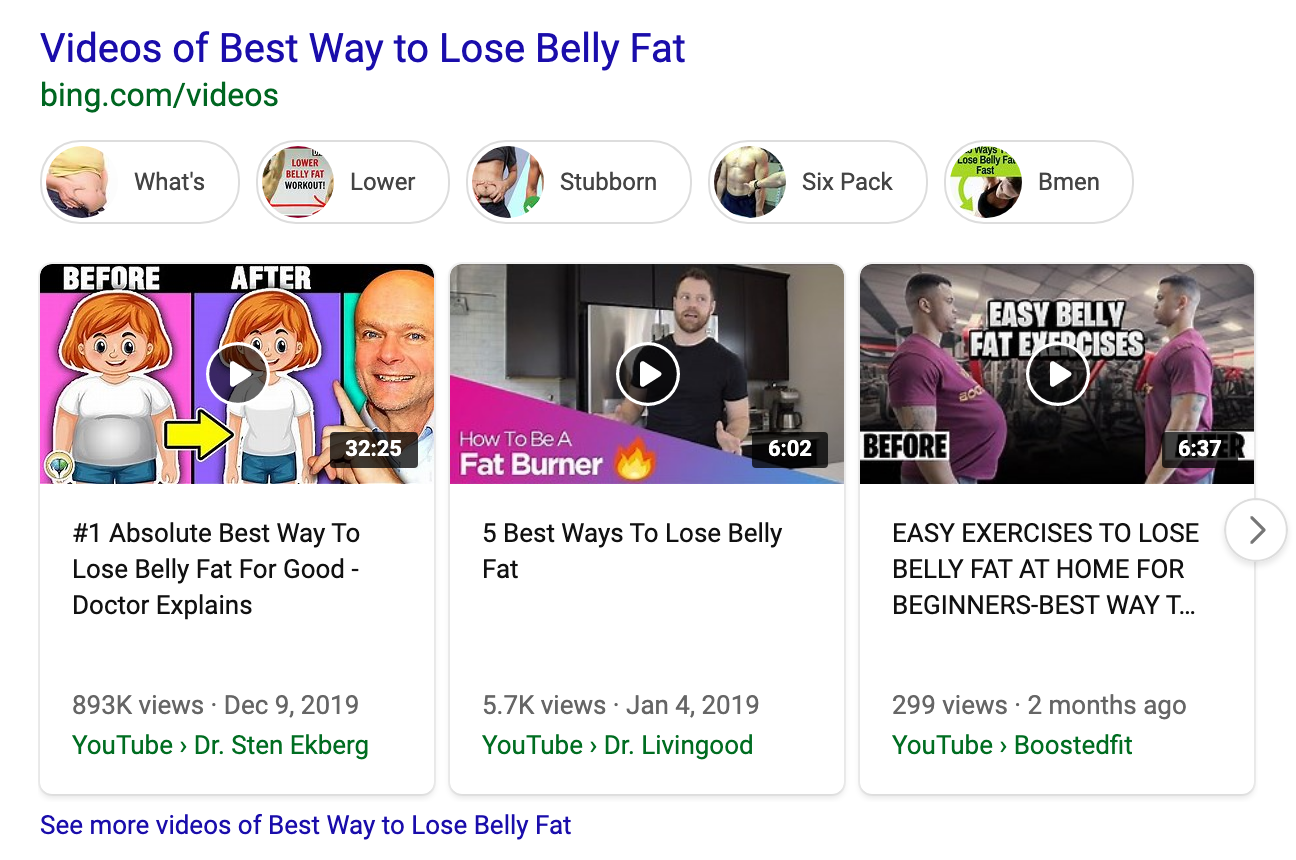 Videos of Best Way to Lose Belly Fat
bing.com/videos
What's
LOWER
BELLY FAT
WORKOUT!
Lower
Stubborn
Six Pack
Lose Belly Fat
Fast
Bmen
BEFORE
AFTER
32:25
How To Be A
Fat Burner
6:02
EASY BELLY
FAT EXERCISES
BEFORE
6:37
#1 Absolute Best Way To
Lose Belly Fat For Good -
Doctor Explains
893K views · Dec 9, 2019
YouTube › Dr. Sten Ekberg
5 Best Ways To Lose Belly
Fat
5.7K views · Jan 4, 2019
YouTube › Dr. Livingood
EASY EXERCISES TO LOSE
BELLY FAT AT HOME FOR
BEGINNERS-BEST WAY T...
299 views · 2 months ago
YouTube › Boostedfit
See more videos of Best Way to Lose Belly Fat